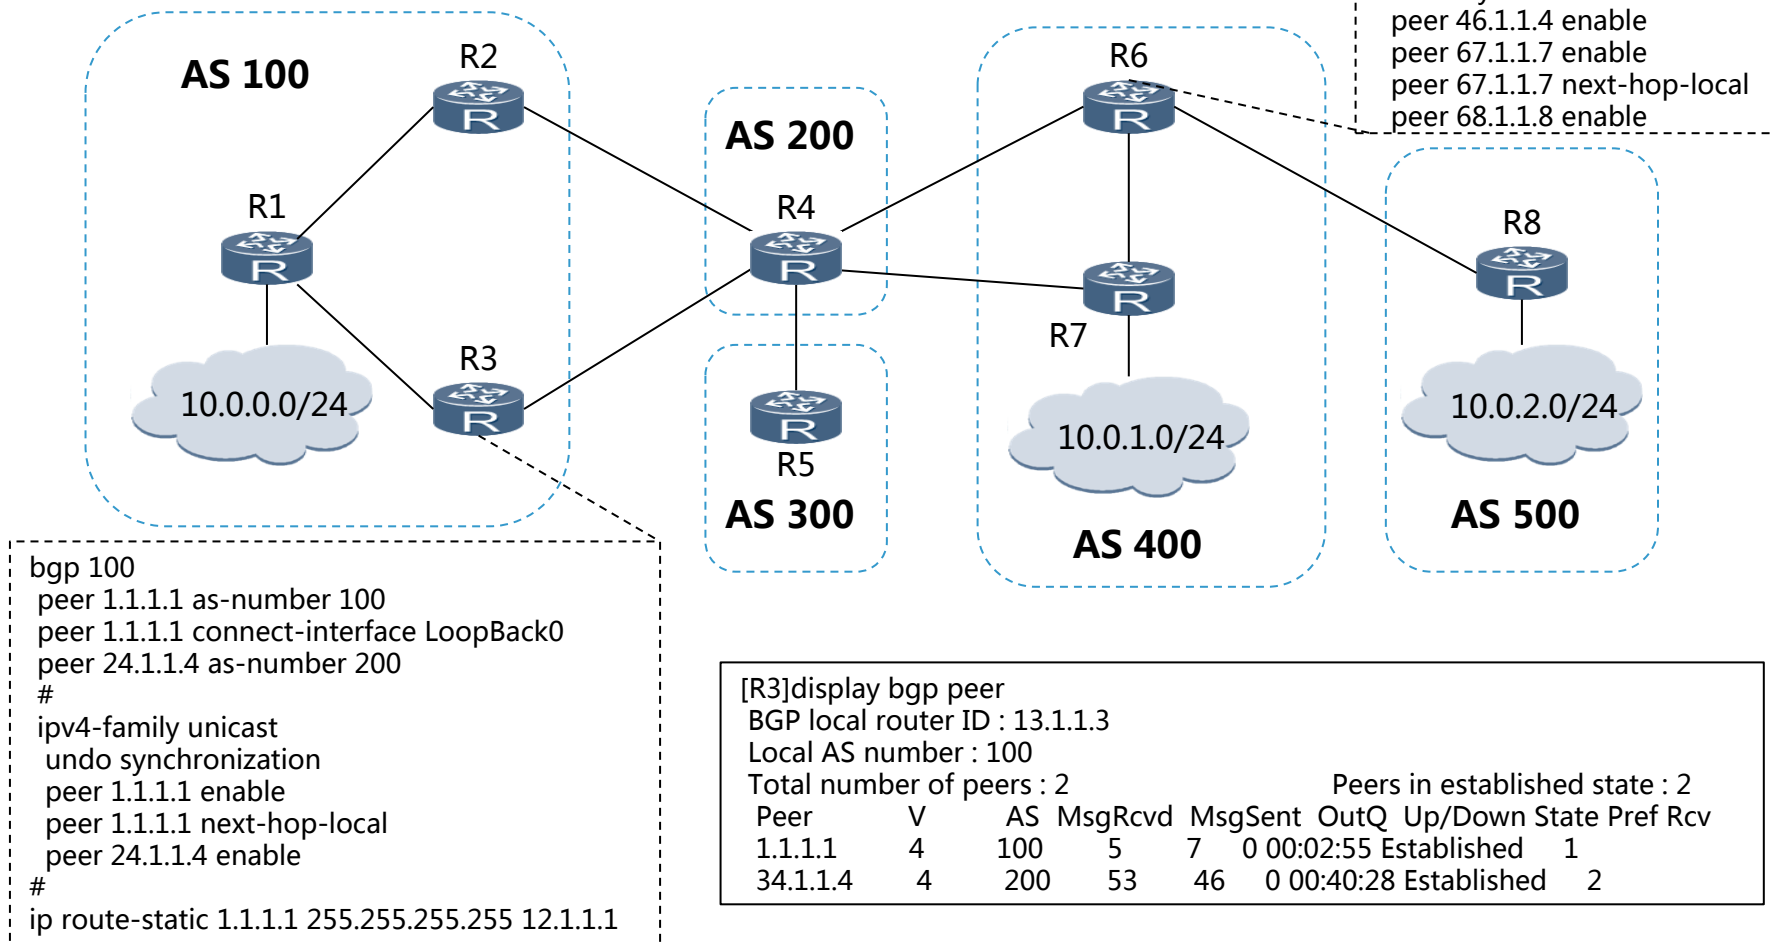 peer 46.1.1.4 enable
peer 67.1.1.7 enable
peer 67.1.1.7 next-hop-local
peer 68.1.1.8 enable
AS 100
R2
R6
AS 200
R1
R4
R8
R7
R3
10.0.0.0/24
10.0.1.0/24
10.0.2.0/24
R5
AS 300
AS 400
AS 500
bgp 100
peer 1.1.1.1 as-number 100
peer 1.1.1.1 connect-interface LoopBack0
peer 24.1.1.4 as-number 200
#
ipv4-family unicast
undo synchronization
peer 1.1.1.1 enable
peer 1.1.1.1 next-hop-local
peer 24.1.1.4 enable
#
ip route-static 1.1.1.1 255.255.255.255 12.1.1.1
[R3]display bgp peer
BGP local router ID : 13.1.1.3
Local AS number : 100
Total number of peers : 2 Peers in established state : 2
Peer V AS MsgRcvd MsgSent OutQ Up/Down State Pref Rcv
1.1.1.1 4 100 5 7 0 00:02:55 Established 1
34.1.1.4 4 200 53 46 0 00:40:28 Established 2
R
R
R
R
R
R
R
R